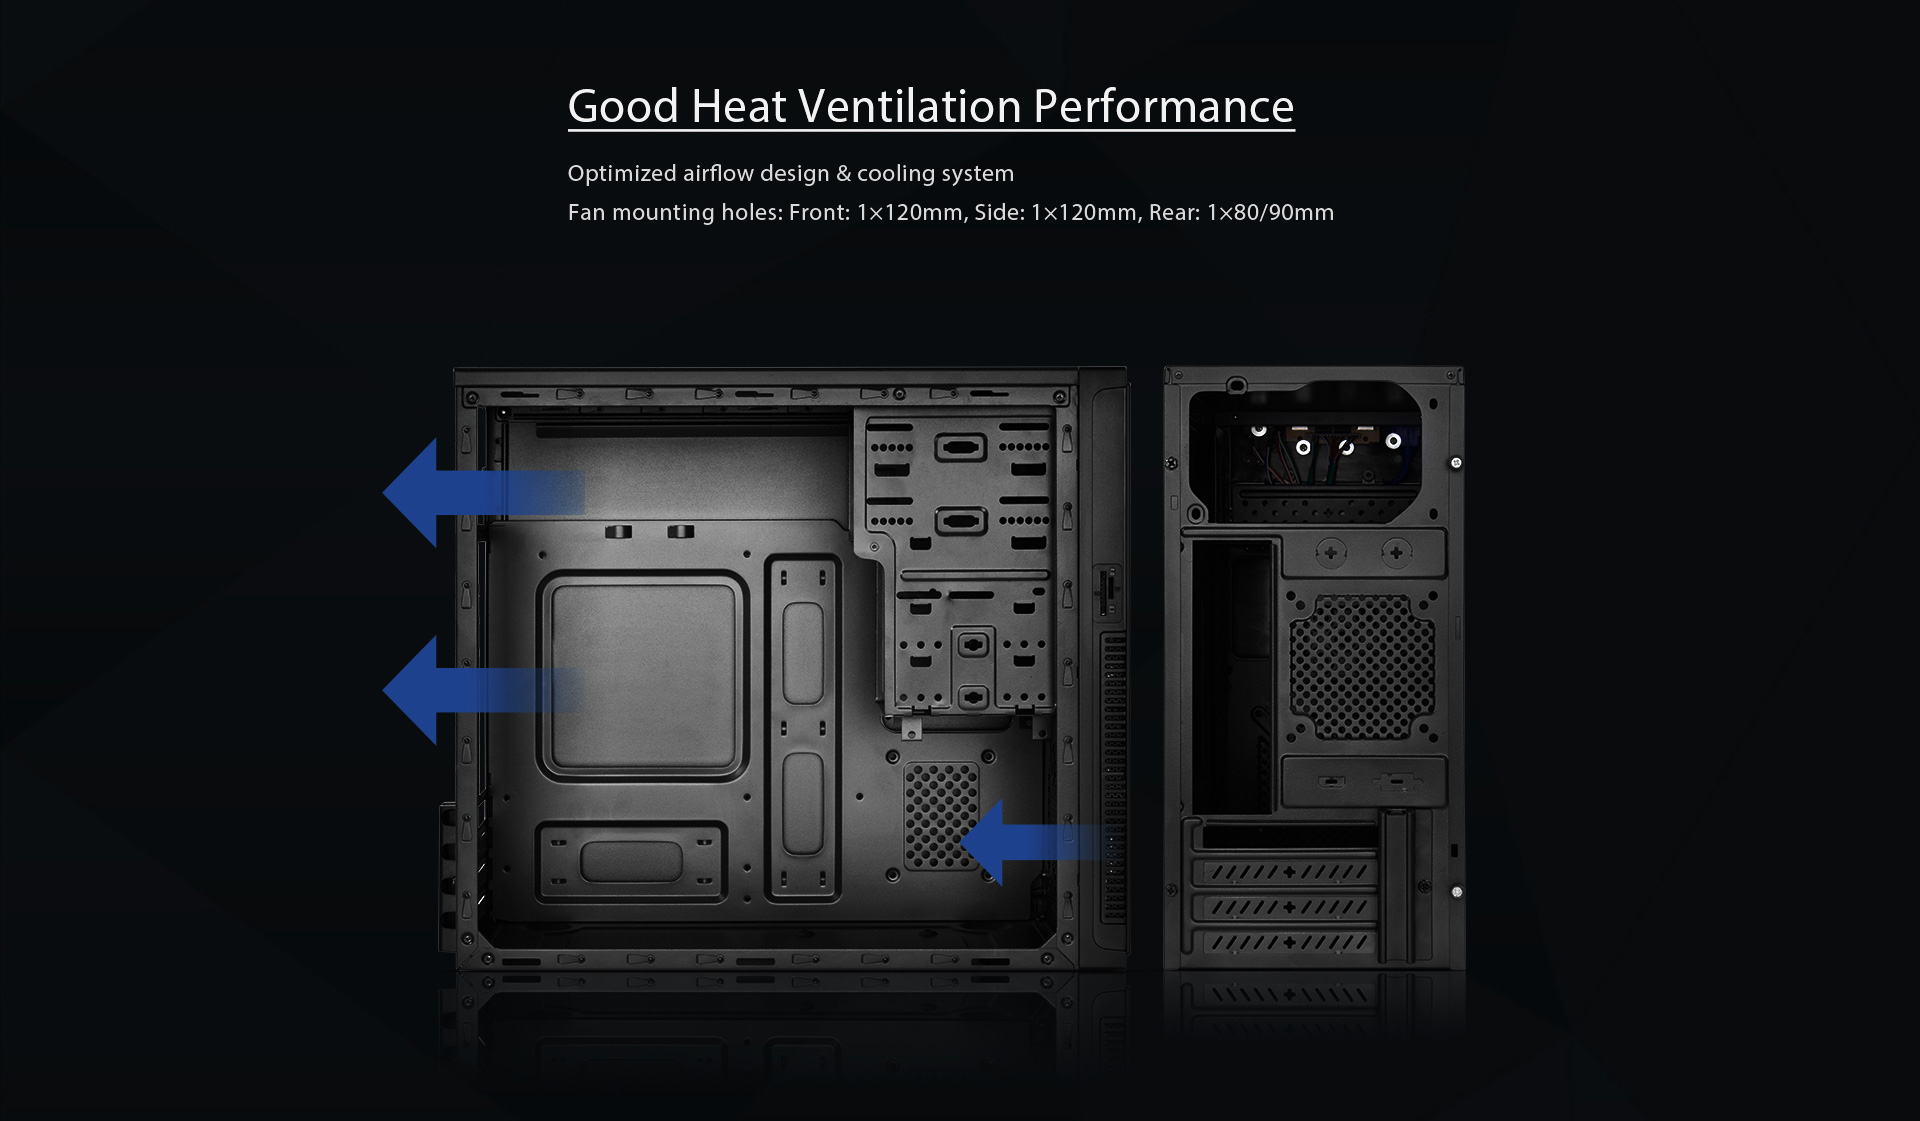 Good Heat Ventilation Performance
Optimized airflow design & cooling system
Fan mounting holes: Front: 1×120mm, Side: 1×120mm, Rear: 1×80/90mm